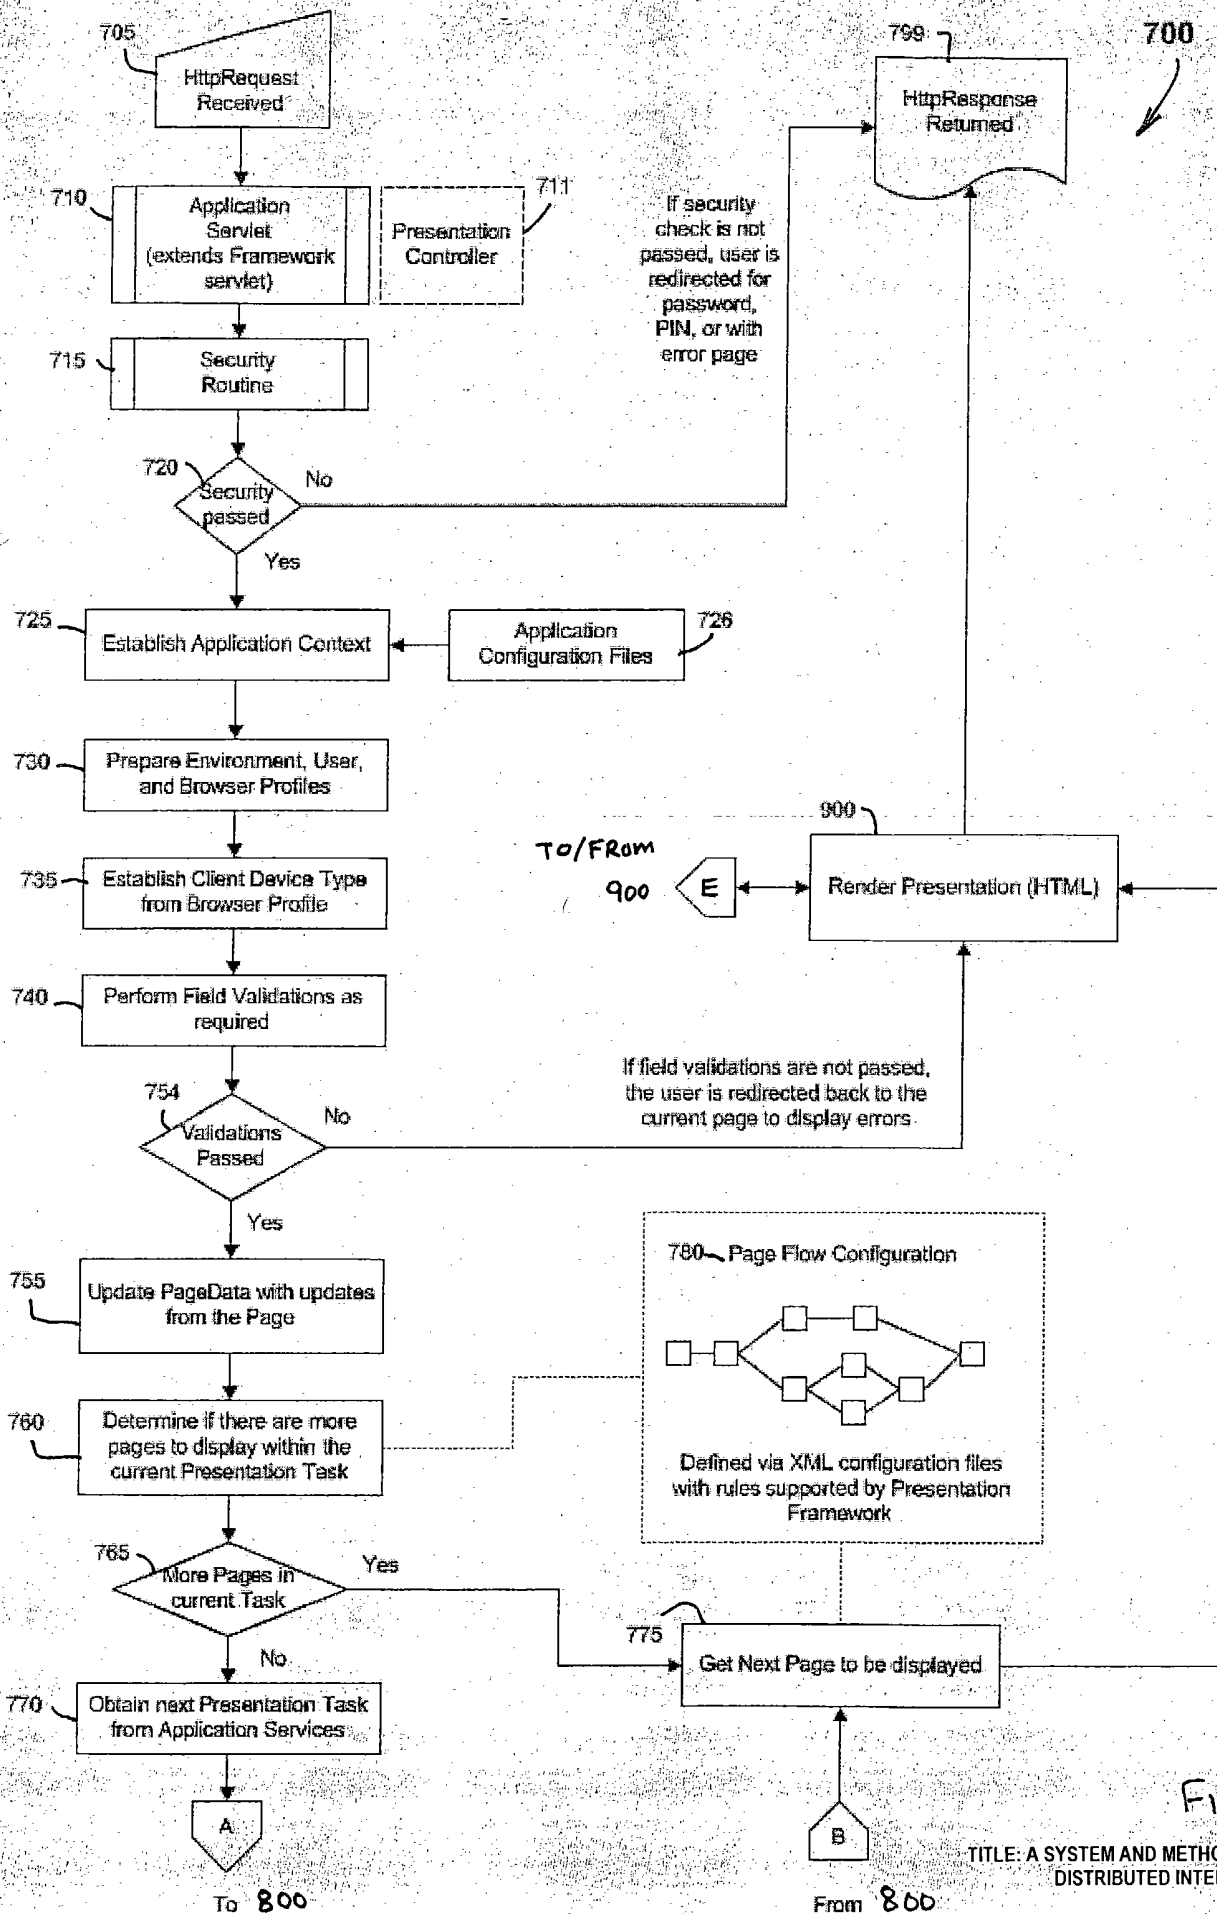 705
HttpRequest
Received
799
HttpResponse
Returned
700
710
Application
Servlet
(extends Framework
servlet)
711
Presentation
Controller
If security
check is not
passed, user is
redirected for
password,
PIN, or with
error page
715
Security
Routine
720
Security
passed
No
Yes
725
Establish Application Context
Application
Configuration Files
726
730
Prepare Environment, User,
and Browser Profiles
735
Establish Client Device Type
from Browser Profile
TO/FROM
900
E
900
Render Presentation (HTML)
740
Perform Field Validations as
required
If field validations are not passed,
the user is redirected back to the
current page to display errors
754
Validations
Passed
No
Yes
755
Update PageData with updates
from the Page
780
Page Flow Configuration
Defined via XML configuration files
with rules supported by Presentation
Framework
760
Determine if there are more
pages to display within the
current Presentation Task
765
More Pages in
current Task
Yes
No
775
Get Next Page to be displayed
770
Obtain next Presentation Task
from Application Services
A
To 800
B
From 800
TITLE: A SYSTEM AND
DISTRIBUTED